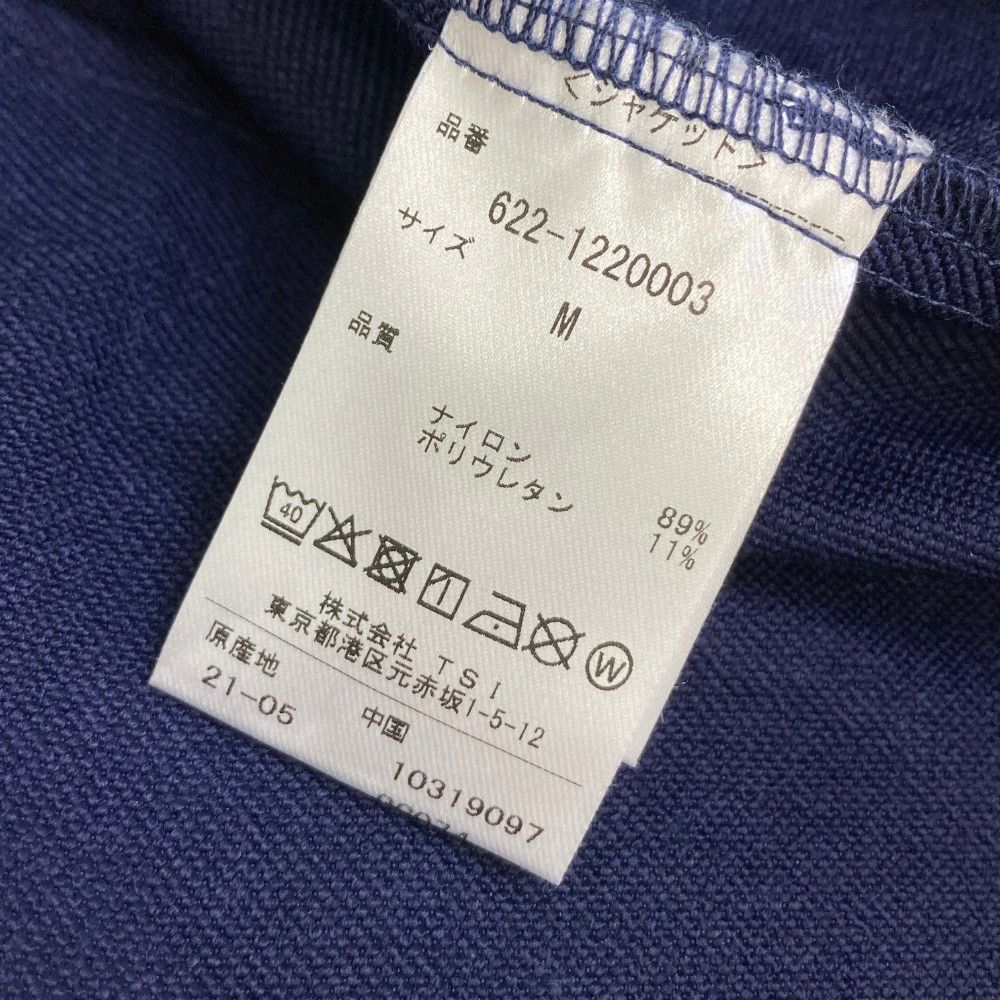 <ジャケット>
品番
622-1220003
サイズ
M
品質
ナイロン 89%
ポリウレタン 11%
40
W
株式会社 TSI
東京都港区元赤坂1-5-12
原産地 中国
21-05 10319097